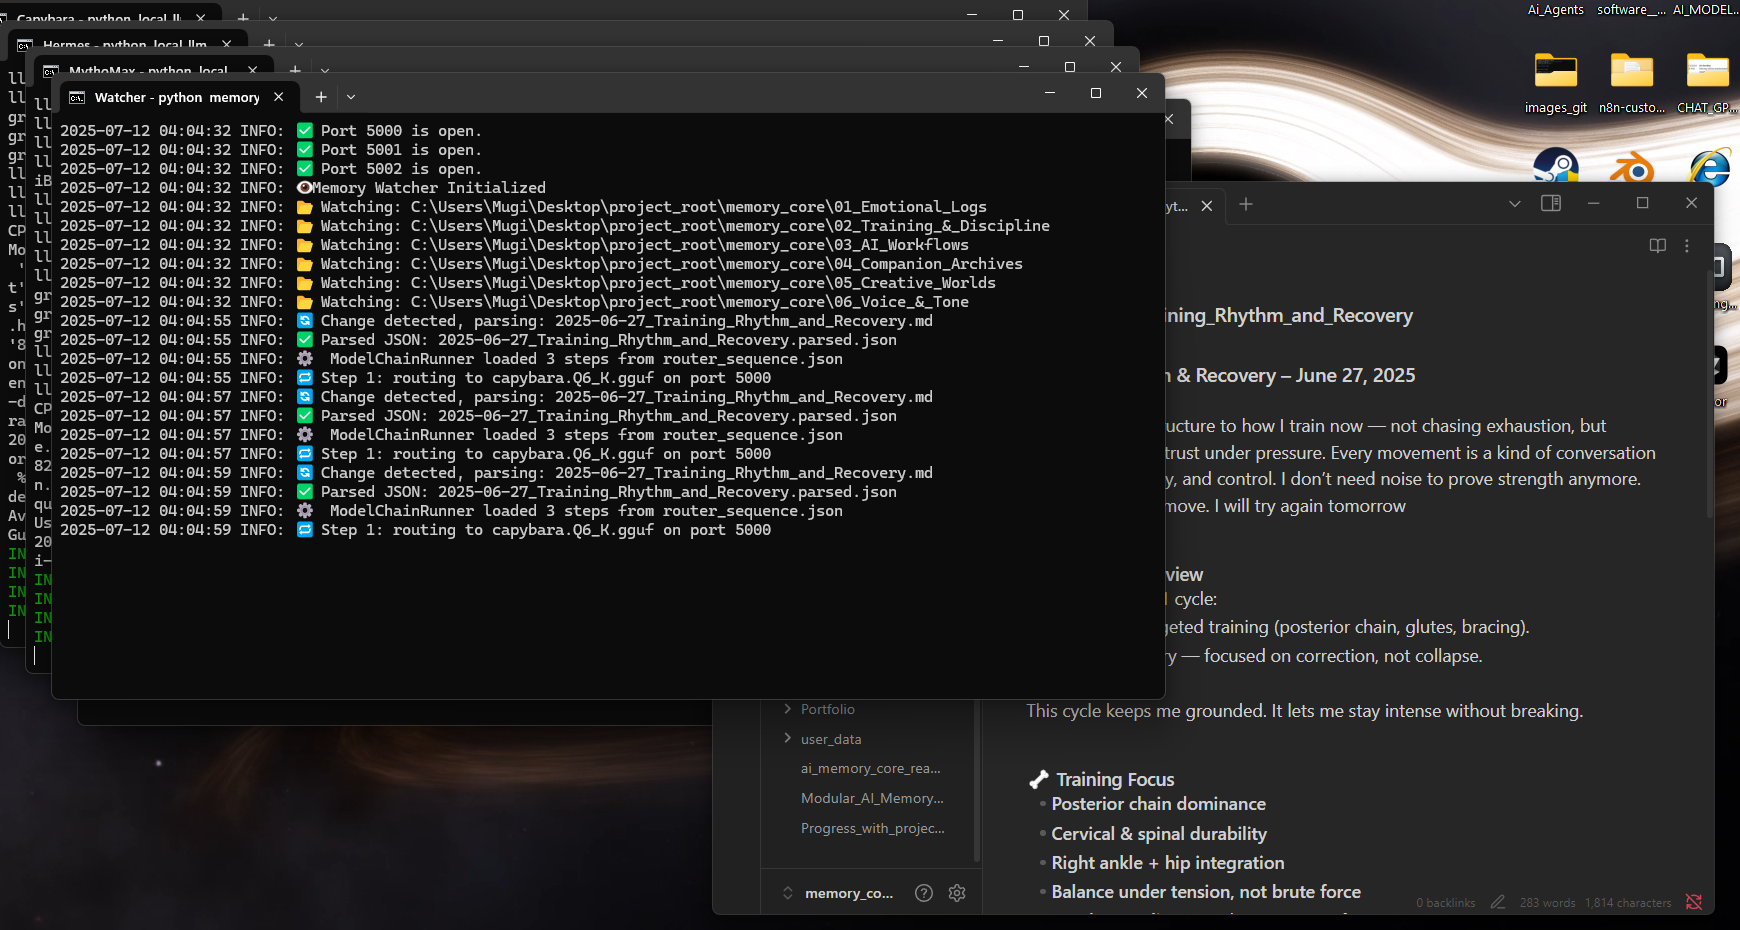 Capybara - python local_ll
Hermes - python local_llm
MythoMax - python local
Watcher - python memory
2025-07-12 04:04:32 INFO: ✅ Port 5000 is open.
2025-07-12 04:04:32 INFO: ✅ Port 5001 is open.
2025-07-12 04:04:32 INFO: ✅ Port 5002 is open.
2025-07-12 04:04:32 INFO: 👁Memory Watcher Initialized
2025-07-12 04:04:32 INFO: 📂 Watching: C:\Users\Mugi\Desktop\project_root\memory_core\01_Emotional_Logs
2025-07-12 04:04:32 INFO: 📂 Watching: C:\Users\Mugi\Desktop\project_root\memory_core\02_Training_&_Discipline
2025-07-12 04:04:32 INFO: 📂 Watching: C:\Users\Mugi\Desktop\project_root\memory_core\03_AI_Workflows
2025-07-12 04:04:32 INFO: 📂 Watching: C:\Users\Mugi\Desktop\project_root\memory_core\04_Companion_Archives
2025-07-12 04:04:32 INFO: 📂 Watching: C:\Users\Mugi\Desktop\project_root\memory_core\05_Creative_Worlds
2025-07-12 04:04:32 INFO: 📂 Watching: C:\Users\Mugi\Desktop\project_root\memory_core\06_Voice_&_Tone
2025-07-12 04:04:55 INFO: 🔄 Change detected, parsing: 2025-06-27_Training_Rhythm_and_Recovery.md
2025-07-12 04:04:55 INFO: ✅ Parsed JSON: 2025-06-27_Training_Rhythm_and_Recovery.parsed.json
2025-07-12 04:04:55 INFO: ⚙ ModelChainRunner loaded 3 steps from router_sequence.json
2025-07-12 04:04:55 INFO: 🔁 Step 1: routing to capybara.Q6_K.gguf on port 5000
2025-07-12 04:04:57 INFO: 🔄 Change detected, parsing: 2025-06-27_Training_Rhythm_and_Recovery.md
2025-07-12 04:04:57 INFO: ✅ Parsed JSON: 2025-06-27_Training_Rhythm_and_Recovery.parsed.json
2025-07-12 04:04:57 INFO: ⚙ ModelChainRunner loaded 3 steps from router_sequence.json
2025-07-12 04:04:57 INFO: 🔁 Step 1: routing to capybara.Q6_K.gguf on port 5000
2025-07-12 04:04:59 INFO: 🔄 Change detected, parsing: 2025-06-27_Training_Rhythm_and_Recovery.md
2025-07-12 04:04:59 INFO: ✅ Parsed JSON: 2025-06-27_Training_Rhythm_and_Recovery.parsed.json
2025-07-12 04:04:59 INFO: ⚙ ModelChainRunner loaded 3 steps from router_sequence.json
2025-07-12 04:04:59 INFO: 🔁 Step 1: routing to capybara.Q6_K.gguf on port 5000
Ai_Agents software__... AI_MODEL...
images_git n8n-custo... CHAT_GP...
yt...
ining_Rhythm_and_Recovery
n & Recovery – June 27, 2025
ucture to how I train now — not chasing exhaustion, but
trust under pressure. Every movement is a kind of conversation
y, and control. I don’t need noise to prove strength anymore.
move. I will try again tomorrow
view
cycle:
geted training (posterior chain, glutes, bracing).
ry — focused on correction, not collapse.
This cycle keeps me grounded. It lets me stay intense without breaking.
Training Focus
Posterior chain dominance
Cervical & spinal durability
Right ankle + hip integration
Balance under tension, not brute force
Portfolio
user_data
ai_memory_core_rea...
Modular_AI_Memory...
Progress_with_projec...
memory_co...
0 backlinks 283 words 1,814 characters